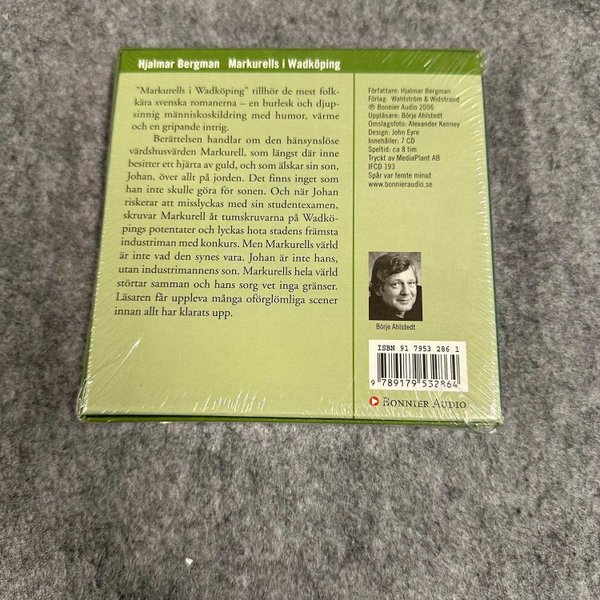 Hjalmar Bergman Markurells i Wadköping
"Markurells i Wadköping" tillhör de mest folk-
kära svenska romanerna – en burlesk och djup-
sinnig människoskildring med humor, värme
och en gripande intrig.
Berättelsen handlar om den hänsynslöse
värdshusvärden Markurell, som längst där inne
besitter ett hjärta av guld, och som älskar sin son,
Johan, över allt på jorden. Det finns inget som
han inte skulle göra för sonen. Och när Johan
riskerar att misslyckas med sin studentexamen,
skruvar Markurell åt tumskruvarna på Wadkö-
pings potentater och lyckas hota stadens främsta
industriman med konkurs. Men Markurells värld
är inte vad den synes vara. Johan är inte hans,
utan industrimannens son. Markurells hela värld
störtar samman och hans sorg vet inga gränser.
Läsaren får uppleva många oförglömliga scener
innan allt har klarats upp.
Författare: Hjalmar Bergman
Förlag: Wahlström & Widstrand
℗ Bonnier Audio 2006
Uppläsare: Börje Ahlstedt
Omslagsfoto: Alexander Kenney
Design: John Eyre
Innehåller: 7 CD
Speltid: ca 8 tim
Tryckt av MediaPlant AB
IFCD 193
Spår var femte minut
www.bonnieraudio.se
Börje Ahlstedt
ISBN 91 7953 286 1
9 789179 532864
BONNIER AUDIO